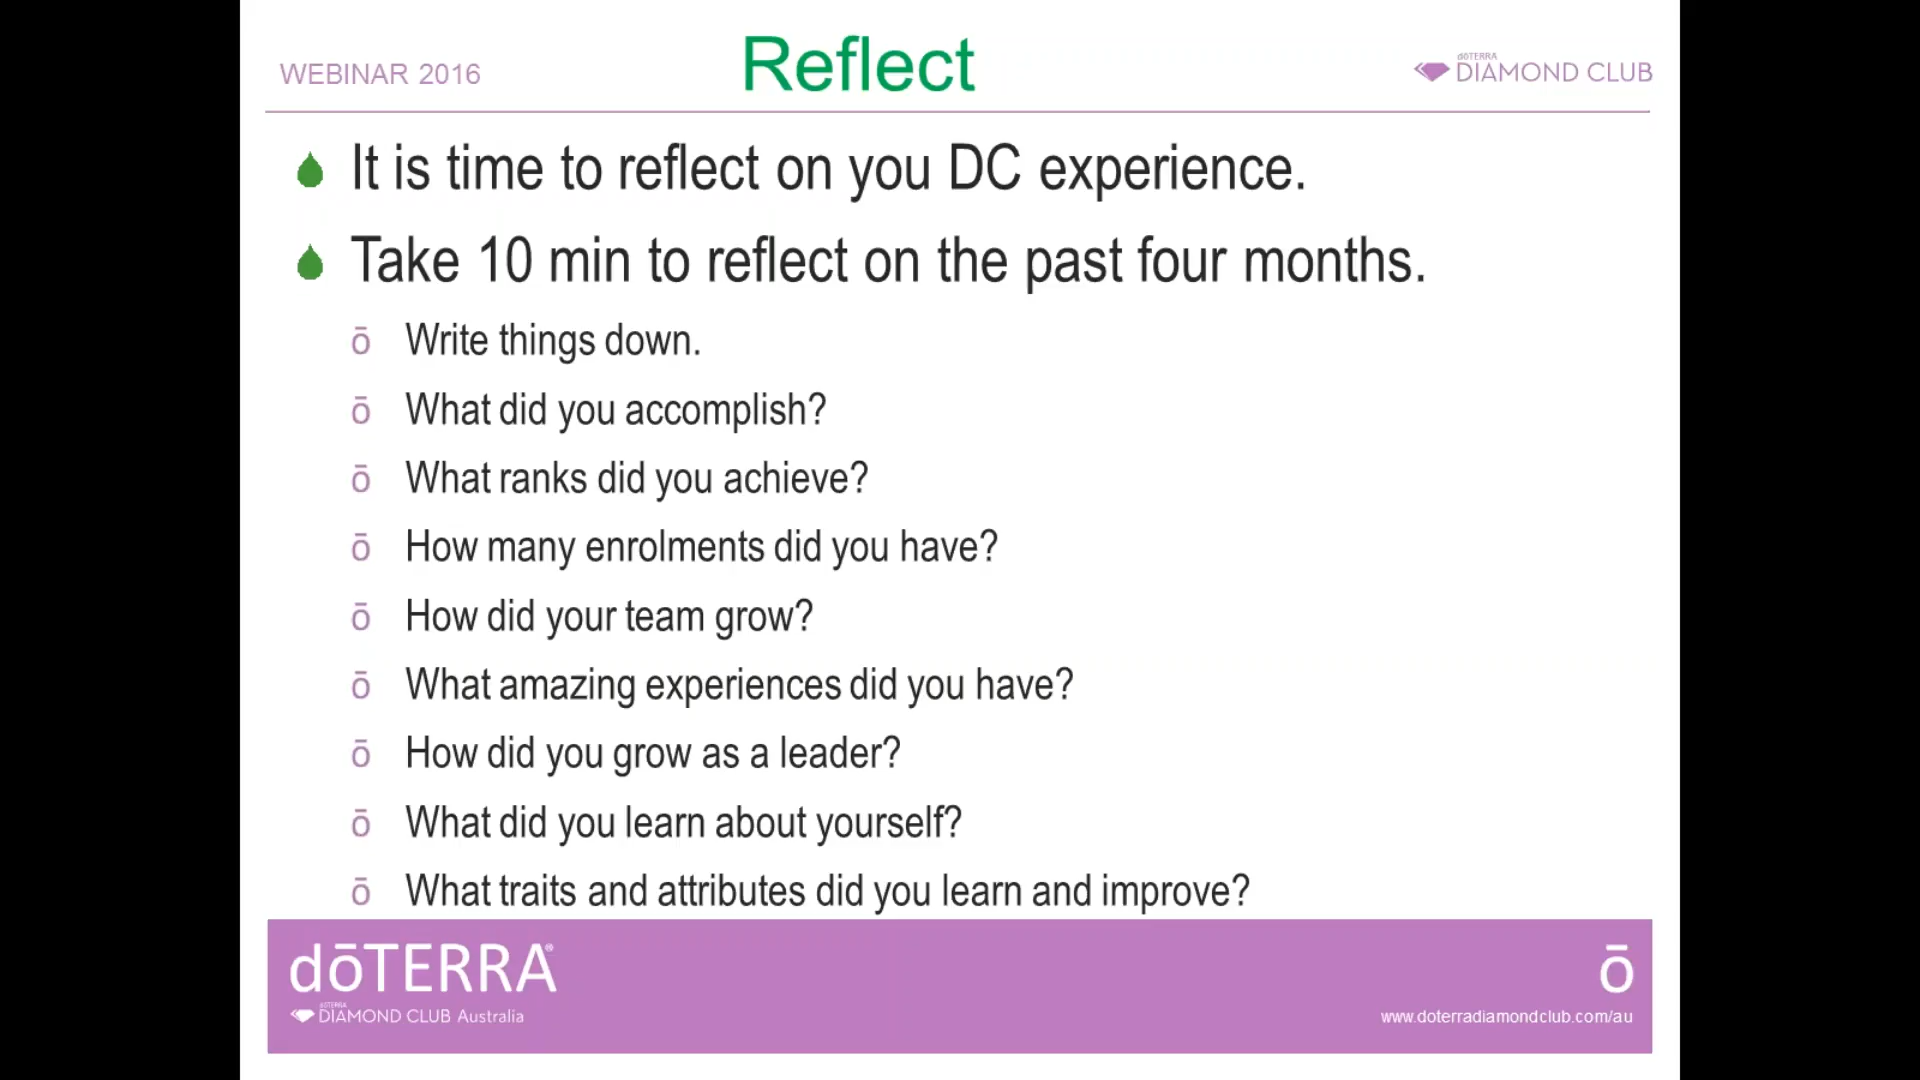 WEBINAR 2016
Reflect
dōTERRA
DIAMOND CLUB
It is time to reflect on you DC experience.
Take 10 min to reflect on the past four months.
ō Write things down.
ō What did you accomplish?
ō What ranks did you achieve?
ō How many enrolments did you have?
ō How did your team grow?
ō What amazing experiences did you have?
ō How did you grow as a leader?
ō What did you learn about yourself?
ō What traits and attributes did you learn and improve?
dōTERRA®
ō
dōTERRA
DIAMOND CLUB Australia
www.doterradiamondclub.com/au